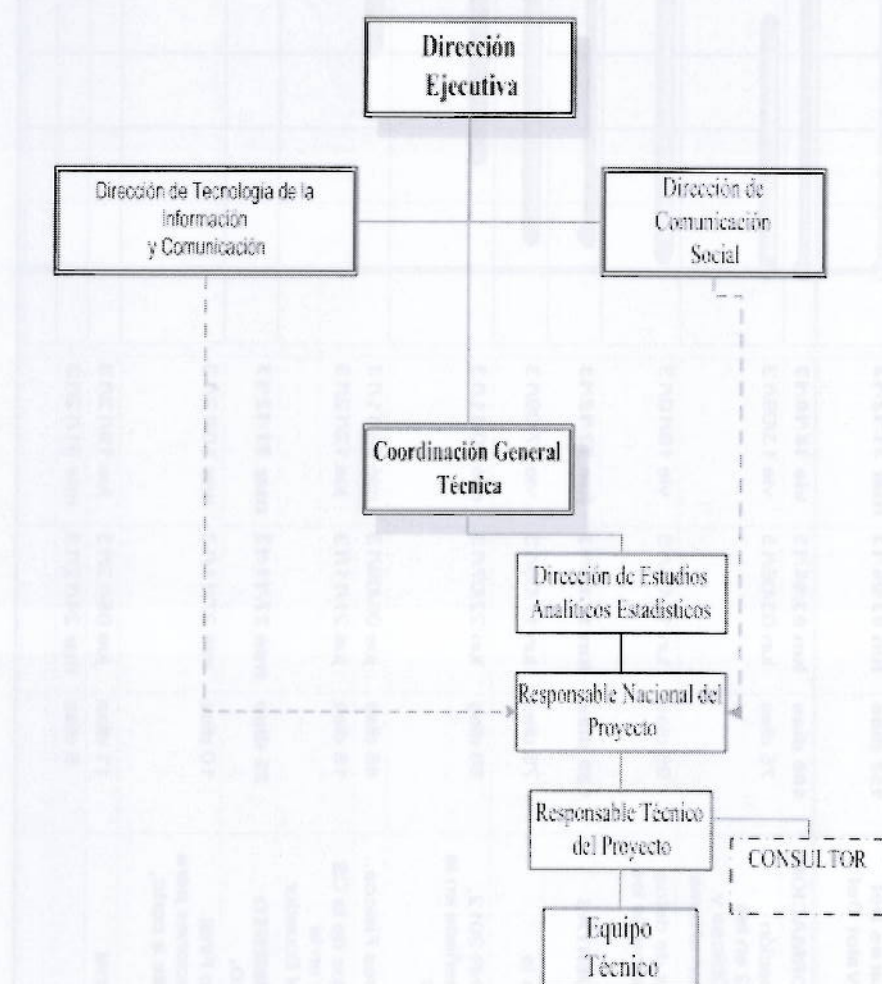 Dirección
Ejecutiva
Dirección de Tecnología de la
Información
y Comunicación
Dirección de
Comunicación
Social
Coordinación General
Técnica
Dirección de Estudios
Analíticos Estadísticos
Responsable Nacional del
Proyecto
Responsable Técnico
del Proyecto
CONSULTOR
Equipo
Técnico